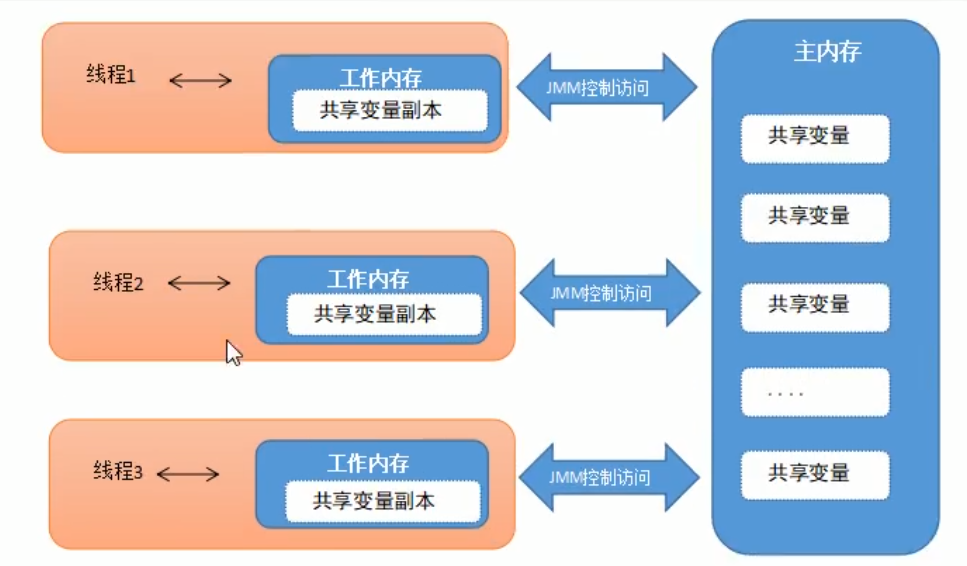 主内存
线程1
工作内存
共享变量副本
JMM控制访问
共享变量
共享变量
线程2
工作内存
共享变量副本
JMM控制访问
共享变量
....
线程3
工作内存
共享变量副本
JMM控制访问
共享变量